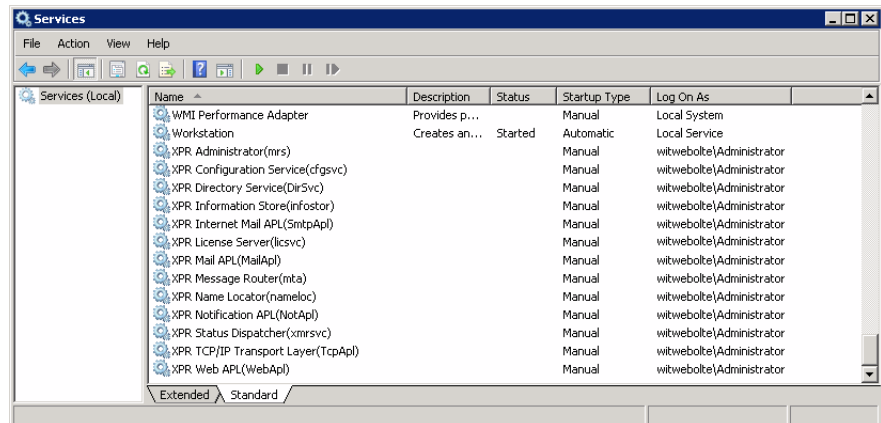 Services
File Action View Help
Services (Local)
Name Description Status Startup Type Log On As
WMI Performance Adapter Provides p... Manual Local System
Workstation Creates an... Started Automatic Local Service
XPR Administrator(mrs) Manual witwebolte\Administrator
XPR Configuration Service(cfgsvc) Manual witwebolte\Administrator
XPR Directory Service(DirSvc) Manual witwebolte\Administrator
XPR Information Store(infostor) Manual witwebolte\Administrator
XPR Internet Mail APL(SmtpApl) Manual witwebolte\Administrator
XPR License Server(licsvc) Manual witwebolte\Administrator
XPR Mail APL(MailApl) Manual witwebolte\Administrator
XPR Message Router(mta) Manual witwebolte\Administrator
XPR Name Locator(nameloc) Manual witwebolte\Administrator
XPR Notification APL(NotApl) Manual witwebolte\Administrator
XPR Status Dispatcher(xmrsvc) Manual witwebolte\Administrator
XPR TCP/IP Transport Layer(TcpApl) Manual witwebolte\Administrator
XPR Web APL(WebApl) Manual witwebolte\Administrator
Extended Standard